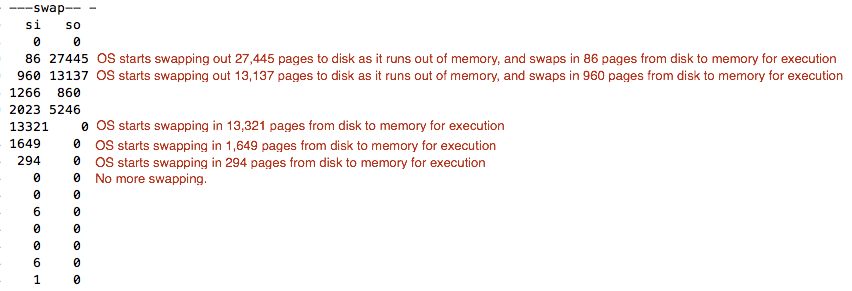 ---swap-- -
si so
0 0
86 27445 OS starts swapping out 27,445 pages to disk as it runs out of memory, and swaps in 86 pages from disk to memory for execution
960 13137 OS starts swapping out 13,137 pages to disk as it runs out of memory, and swaps in 960 pages from disk to memory for execution
1266 860
2023 5246
13321 0 OS starts swapping in 13,321 pages from disk to memory for execution
1649 0 OS starts swapping in 1,649 pages from disk to memory for execution
294 0 OS starts swapping in 294 pages from disk to memory for execution
0 0 No more swapping.
0 0
6 0
0 0
0 0
6 0
1 0